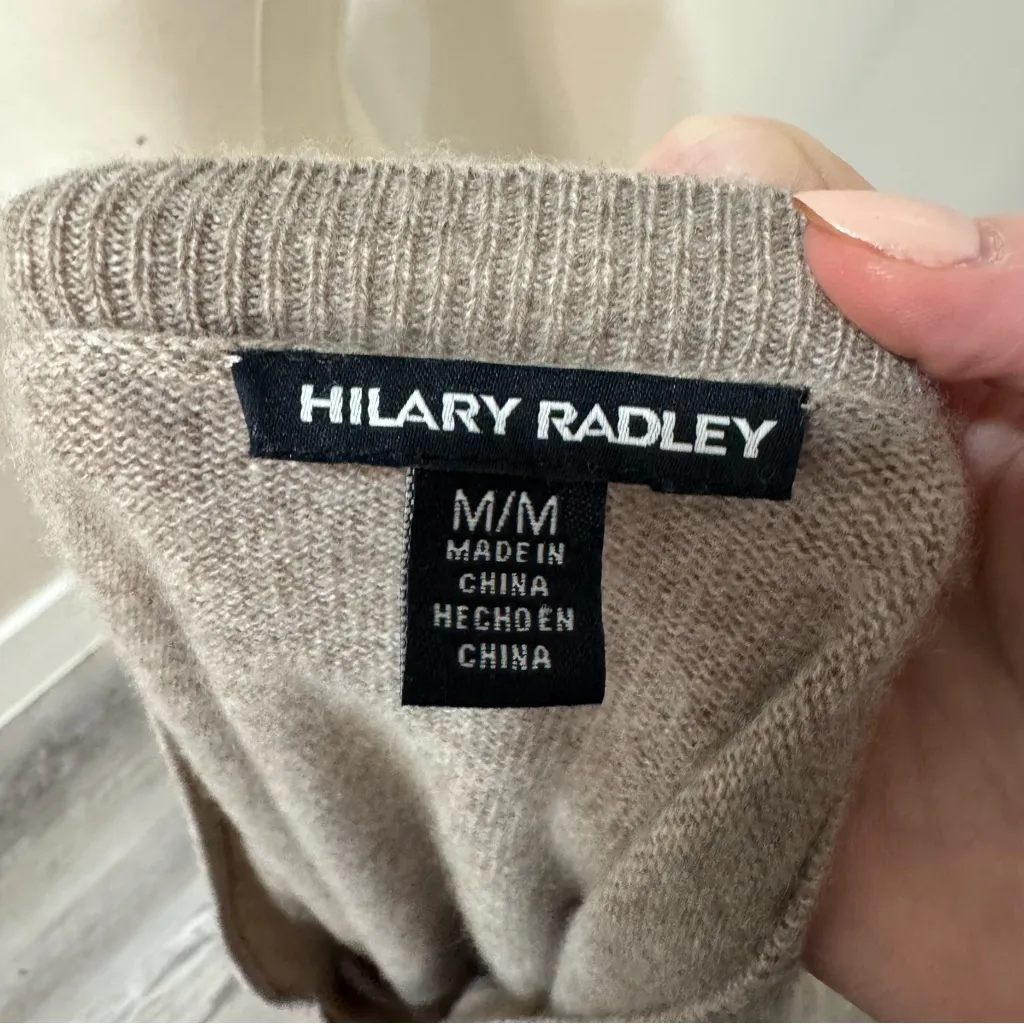 HILARY RADLEY
M/M
MADE IN
CHINA
HECHO EN
CHINA